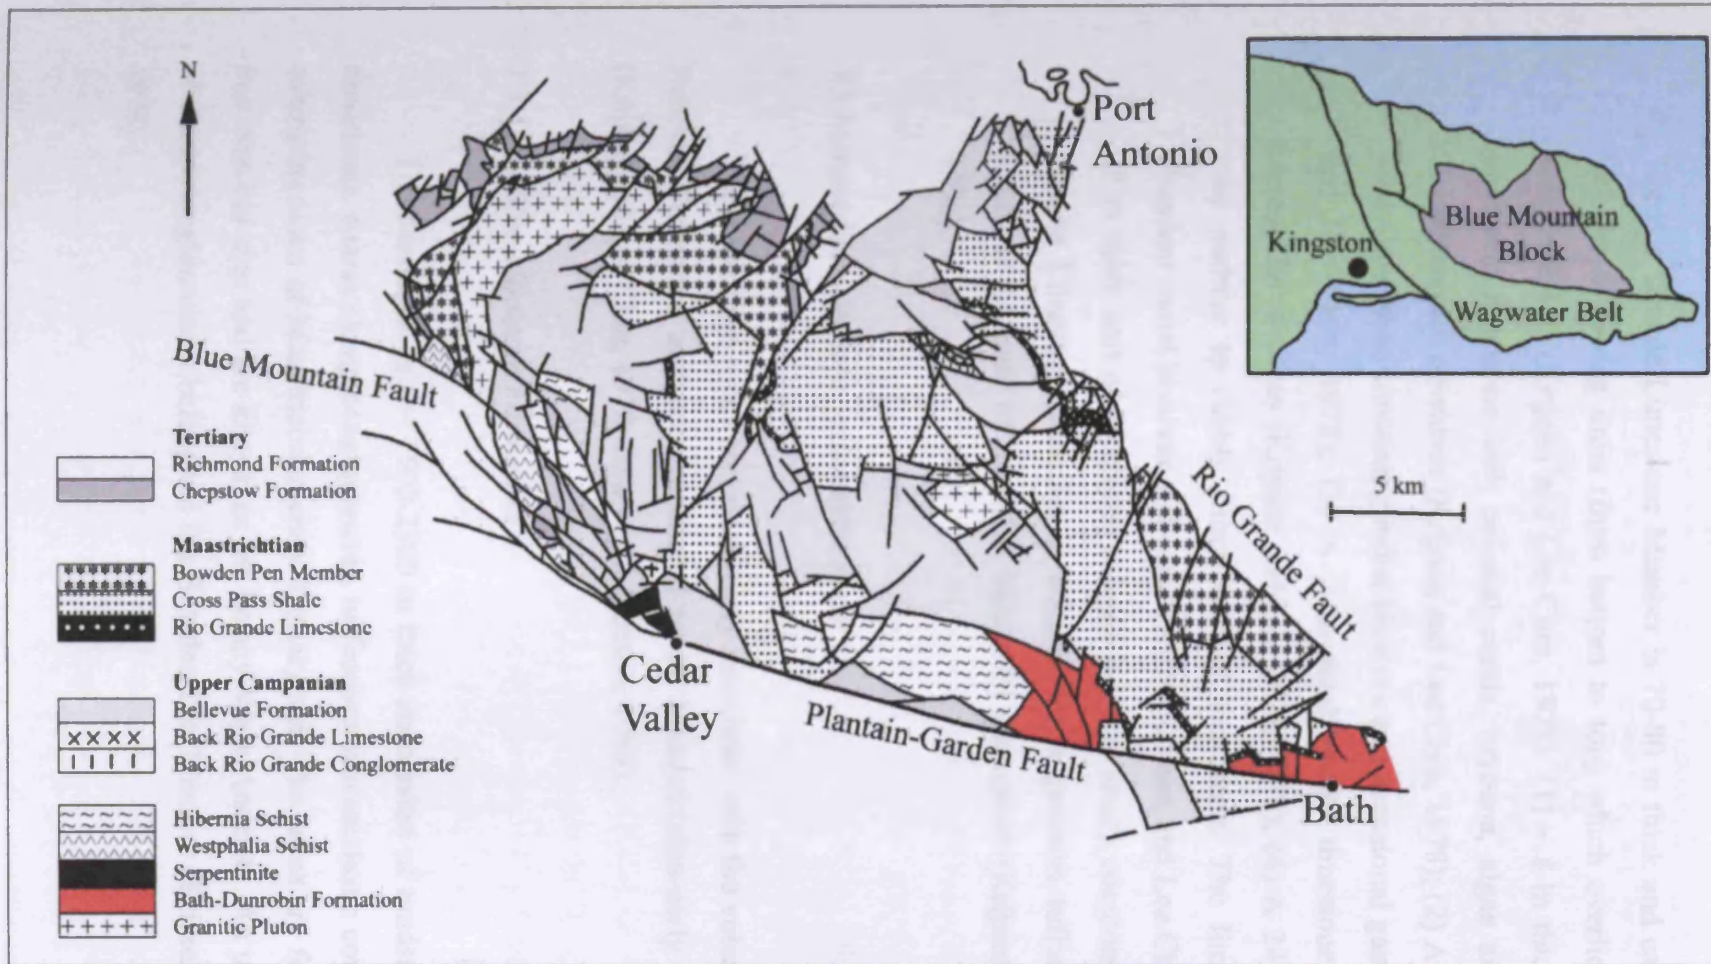 N
Port
Antonio
Kingston
Blue Mountain
Block
Wagwater Belt
Blue Mountain Fault
Rio Grande Fault
5 km
Cedar
Valley
Plantain-Garden Fault
Bath
Tertiary
Richmond Formation
Chepstow Formation
Maastrichtian
Bowden Pen Member
Cross Pass Shale
Rio Grande Limestone
Upper Campanian
Bellevue Formation
Back Rio Grande Limestone
Back Rio Grande Conglomerate
Hibernia Schist
Westphalia Schist
Serpentinite
Bath-Dunrobin Formation
Granitic Pluton